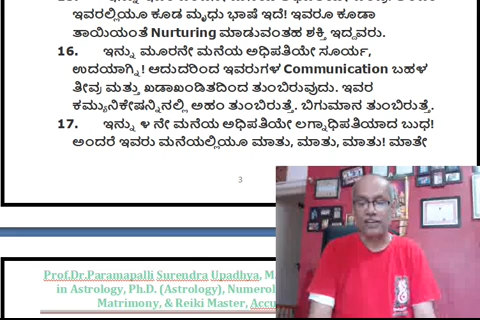 ಇವರಲ್ಲಿಯೂ ಕೂಡ ಮೃಧು ಭಾಷೆ ಇದೆ! ಇವರೂ ಕೂಡಾ
ತಾಯಿಯಂತೆ Nurturing ಮಾಡುವಂತಹ ಶಕ್ತಿ ಇದ್ದವರು.
16. ಇನ್ನು ಮೂರನೇ ಮನೆಯ ಅಧಿಪತಿಯೇ ಸೂರ್ಯ,
ಉದಯಾಗ್ನಿ! ಆದುದರಿಂದ ಇವರುಗಳ Communication ಬಹಳ
ತೀವ್ರ ಮತ್ತು ಖಡಾಖಂಡಿತದಿಂದ ತುಂಬಿರುವುದು. ಇವರ
ಕಮ್ಯುನಿಕೇಷನ್ನಿನಲ್ಲಿ ಆಹಂ ತುಂಬಿರುತ್ತೆ. ಬಿಗುಮಾನ ತುಂಬಿರುತ್ತೆ.
17. ಇನ್ನು ೪ ನೇ ಮನೆಯ ಅಧಿಪತಿಯೇ ಲಗ್ನಾಧಿಪತಿಯಾದ ಬುಧ!
ಅಂದರೆ ಇವರು ಮನೆಯಲ್ಲಿಯೂ ಮಾತು, ಮಾತು, ಮಾತು! ಮಾತೇ
3
Prof.Dr.Paramapalli Surendra Upadhya, M.
in Astrology, Ph.D. (Astrology), Numerol
Matrimony, & Reiki Master, Accu